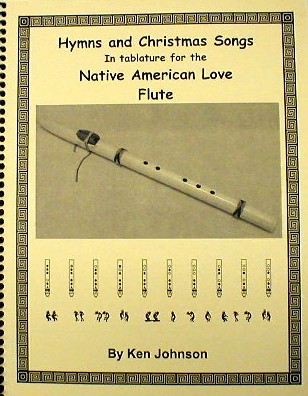 Hymns and Christmas Songs
In tablature for the
Native American Love
Flute
By Ken Johnson